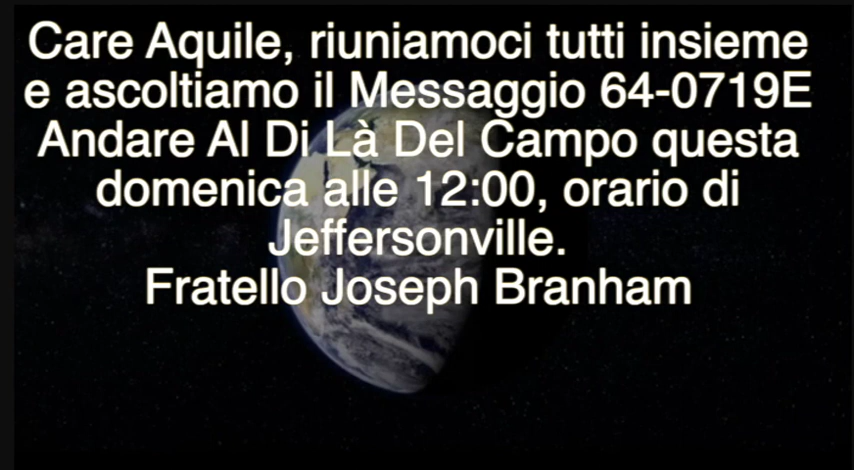 Care Aquile, riuniamoci tutti insieme
e ascoltiamo il Messaggio 64-0719E
Andare Al Di Là Del Campo questa
domenica alle 12:00, orario di
Jeffersonville.
Fratello Joseph Branham